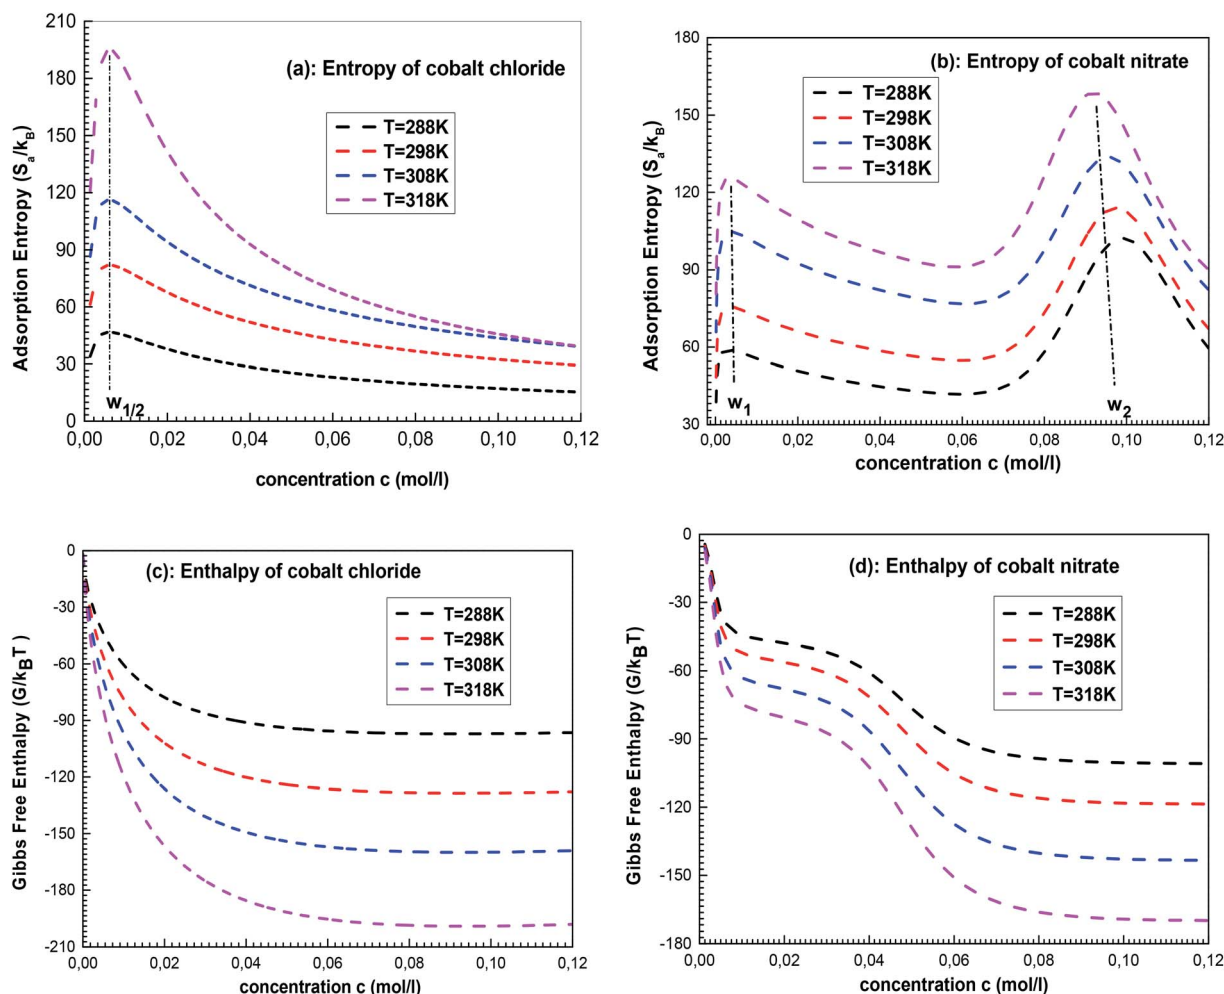 (a): Entropy of cobalt chloride
T=288K
T=298K
T=308K
T=318K
Adsorption Entropy (Sa/kB)
210
180
150
120
90
60
30
0
w1/2
0,00 0,02 0,04 0,06 0,08 0,10 0,12
concentration c (mol/l)
(b): Entropy of cobalt nitrate
T=288K
T=298K
T=308K
T=318K
Adsorption Entropy (Sa/kB)
180
150
120
90
60
30
w1
w2
0,00 0,02 0,04 0,06 0,08 0,10 0,12
concentration c (mol/l)
(c): Enthalpy of cobalt chloride
T=288K
T=298K
T=308K
T=318K
Gibbs Free Enthalpy (G/kBT)
0
-30
-60
-90
-120
-150
-180
-210
0,00 0,02 0,04 0,06 0,08 0,10 0,12
concentration c (mol/l)
(d): Enthalpy of cobalt nitrate
T=288K
T=298K
T=308K
T=318K
Gibbs Free Enthalpy (G/kBT)
0
-30
-60
-90
-120
-150
-180
0,00 0,02 0,04 0,06 0,08 0,10 0,12
concentration c (mol/l)